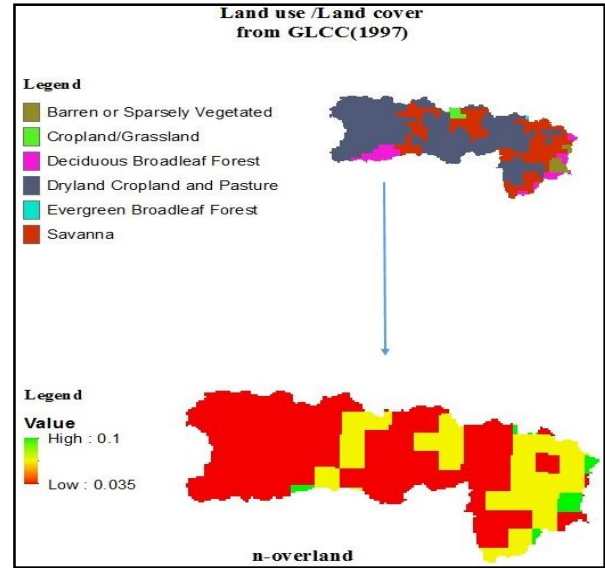 Land use /Land cover
from GLCC(1997)
Legend
Barren or Sparsely Vegetated
Cropland/Grassland
Deciduous Broadleaf Forest
Dryland Cropland and Pasture
Evergreen Broadleaf Forest
Savanna
Legend
Value
High : 0.1
Low : 0.035
n-overland